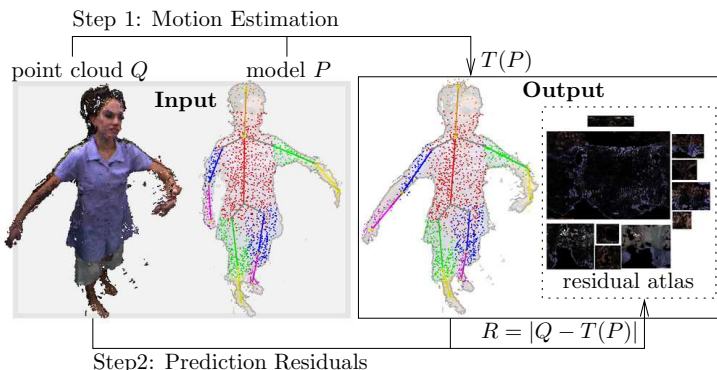 Step 1: Motion Estimation
point cloud Q
model P
T(P)
Input
Output
residual atlas
R = |Q − T(P)|
Step2: Prediction Residuals